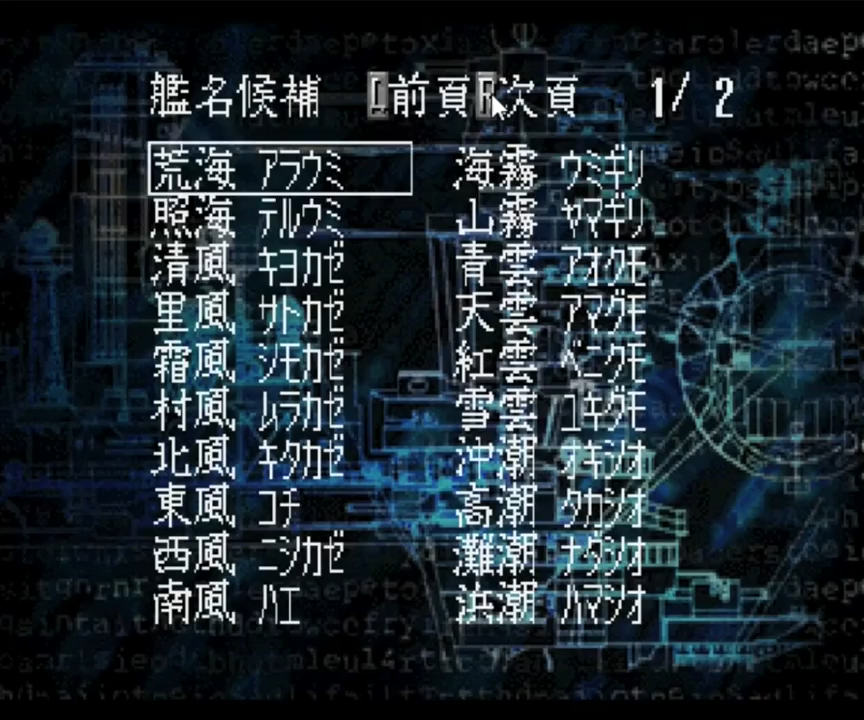 艦名候補 L前頁R次頁 1/ 2
荒海 アラウミ 海霧 ウミギリ
照海 テルウミ 山霧 ヤマギリ
清風 キヨカゼ 青雲 アオクモ
里風 サトカゼ 天雲 アマグモ
霜風 シモカゼ 紅雲 ベニクモ
村風 ムラカゼ 雪雲 ユキグモ
北風 キタカゼ 沖潮 オキシオ
東風 コチ 高潮 タカシオ
西風 ニシカゼ 灘潮 ナダシオ
南風 ハエ 浜潮 ハマシオ